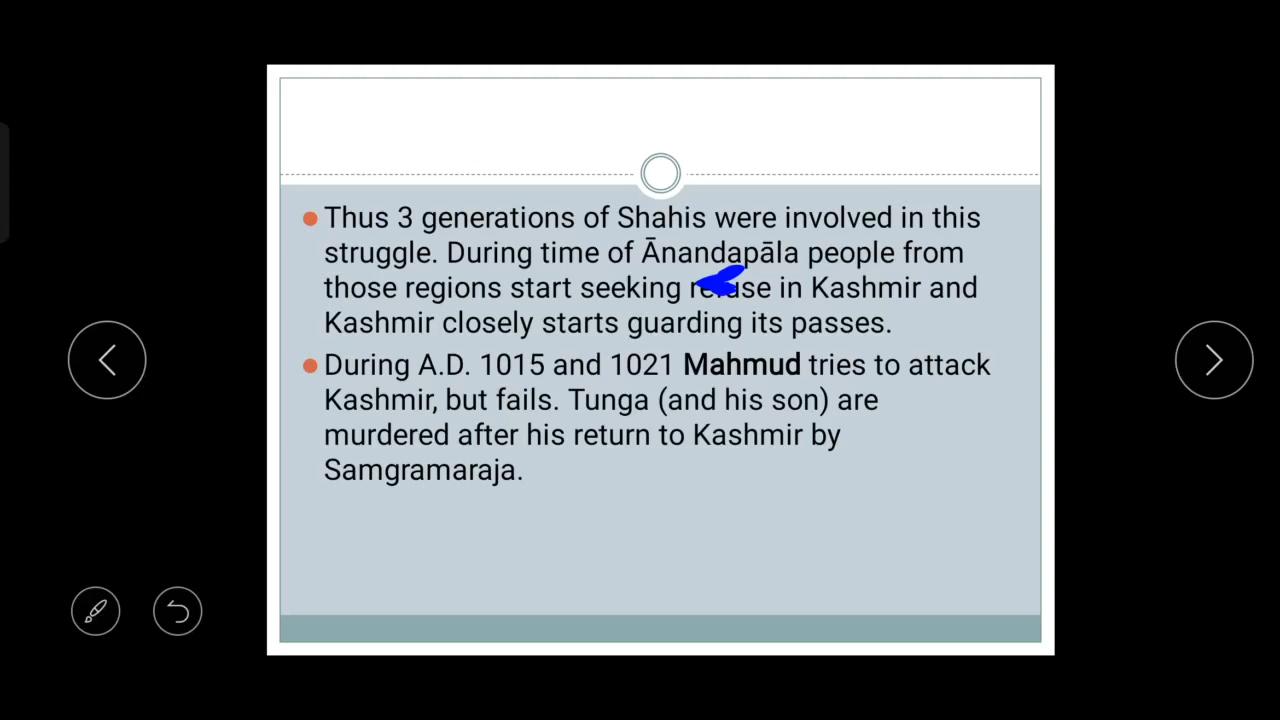 Thus 3 generations of Shahis were involved in this
struggle. During time of Ānandapāla people from
those regions start seeking refuse in Kashmir and
Kashmir closely starts guarding its passes.
During A.D. 1015 and 1021 Mahmud tries to attack
Kashmir, but fails. Tunga (and his son) are
murdered after his return to Kashmir by
Samgramaraja.